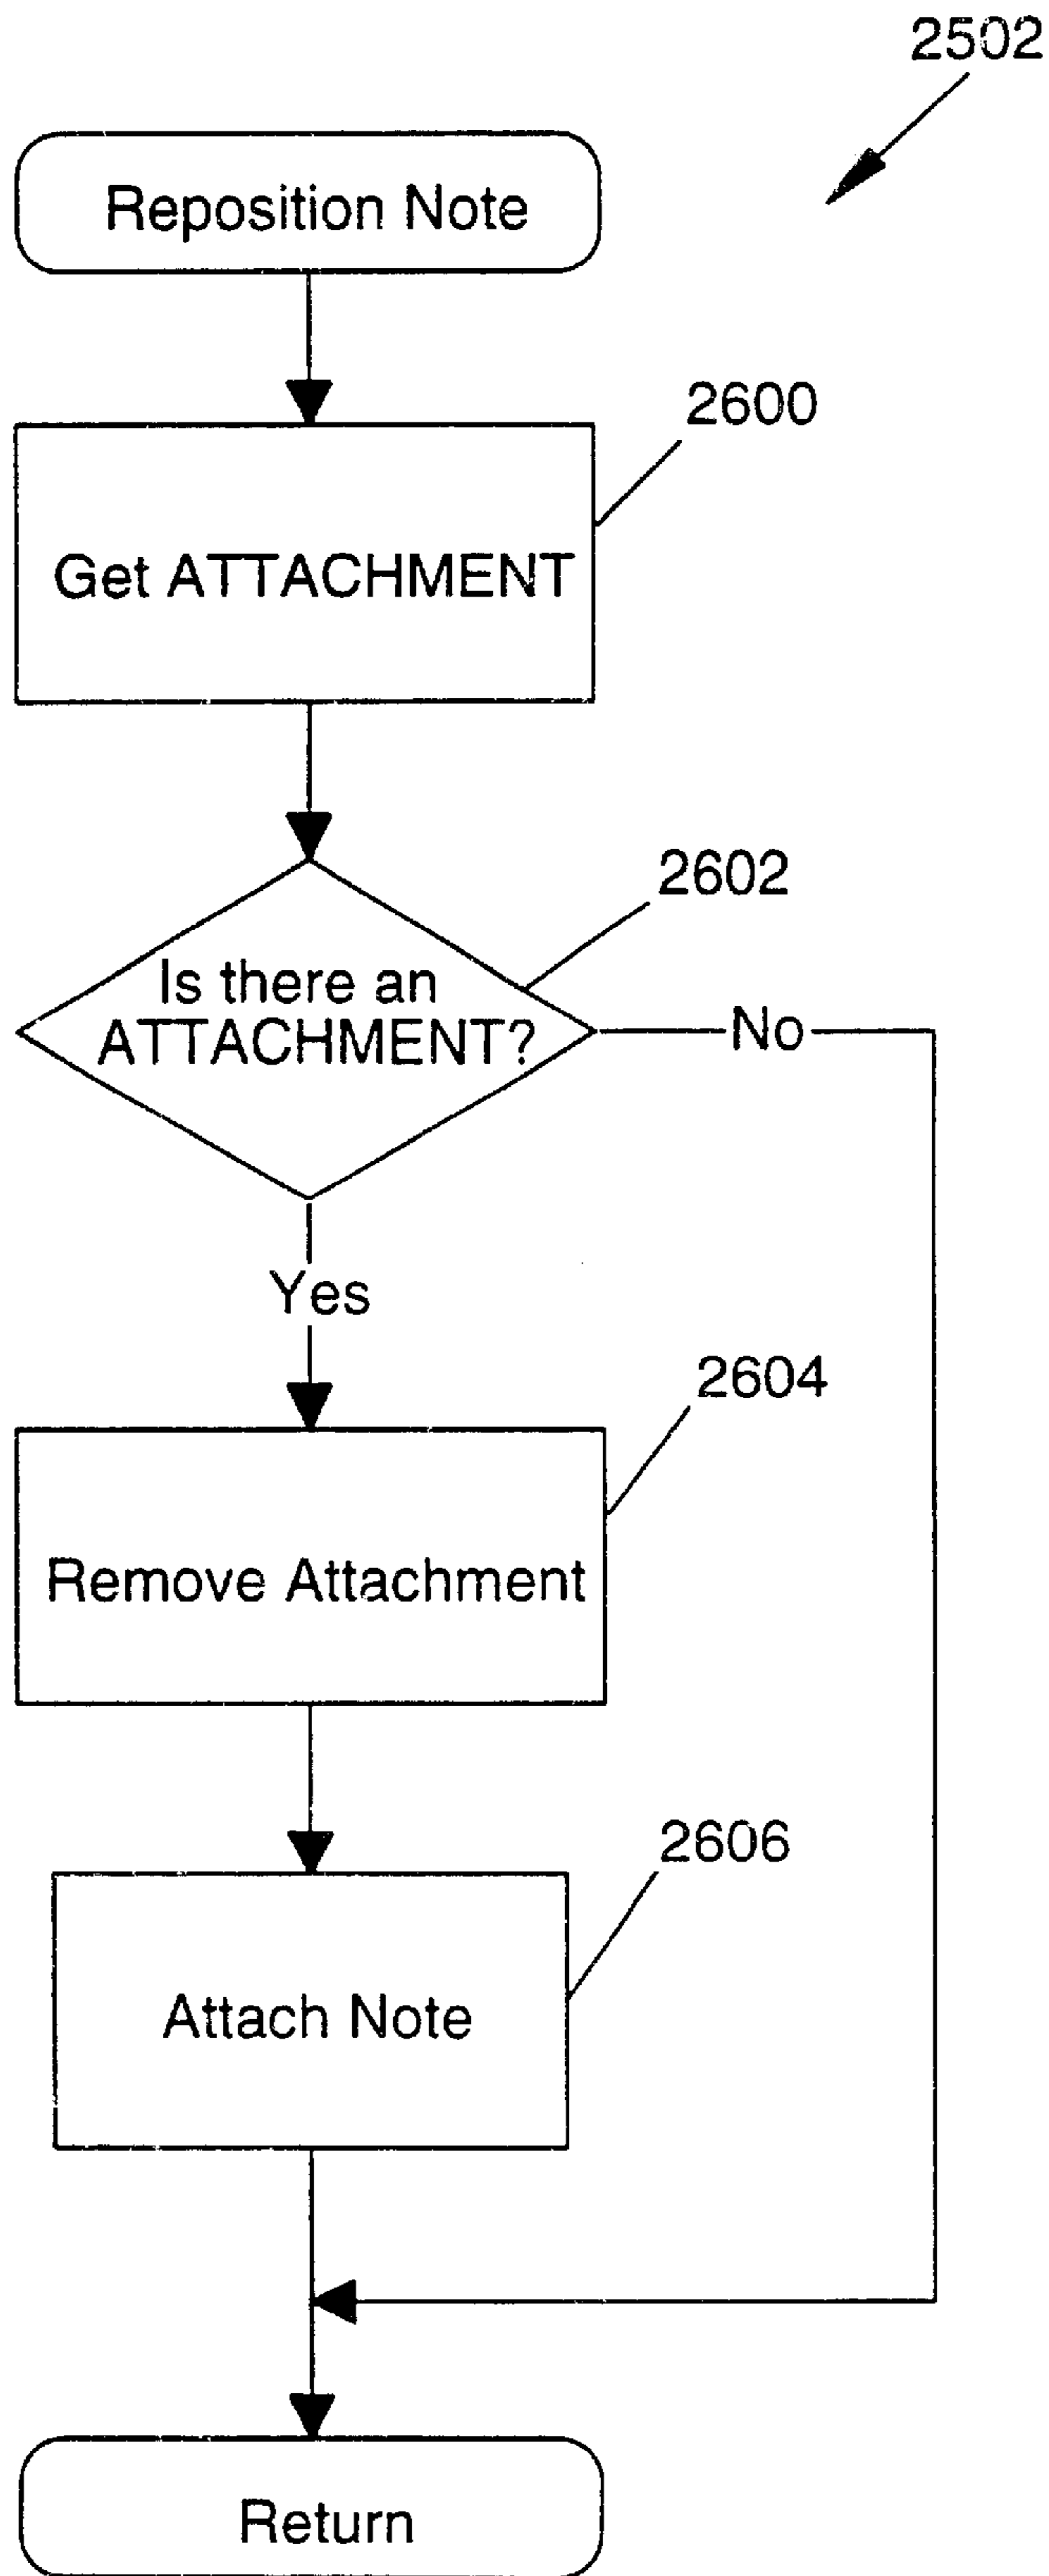 2502
Reposition Note
2600
Get ATTACHMENT
2602
Is there an
ATTACHMENT?
No
Yes
2604
Remove Attachment
2606
Attach Note
Return